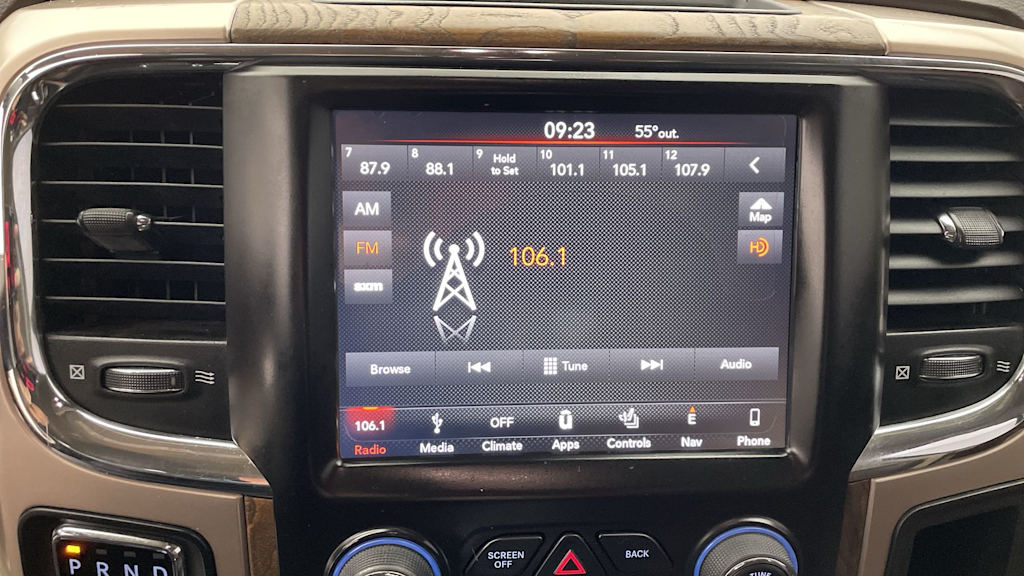 09:23 55°out.
7 87.9 8 88.1 9 Hold to Set 10 101.1 11 105.1 12 107.9
AM
Map
FM
106.1
HD
sxm
Browse Tune Audio
106.1 OFF ū E
Radio Media Climate Apps Controls Nav Phone
SCREEN OFF
BACK
P R N D
TUNE